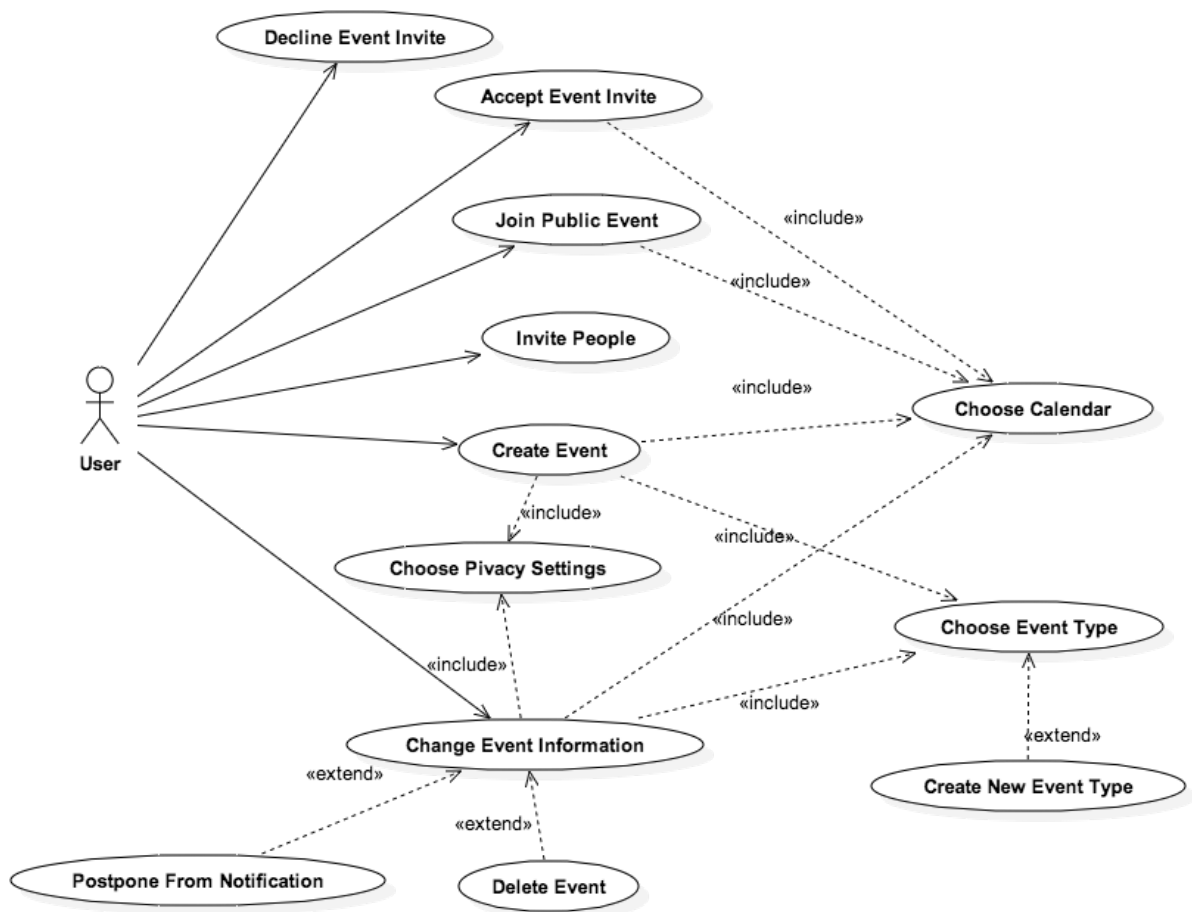 Decline Event Invite
Accept Event Invite
«include»
Join Public Event
«include»
Invite People
«include»
Choose Calendar
User
Create Event
«include»
«include»
Choose Pivacy Settings
«include»
Choose Event Type
«include»
«include»
Change Event Information
«extend»
«extend»
Create New Event Type
«extend»
Postpone From Notification
Delete Event